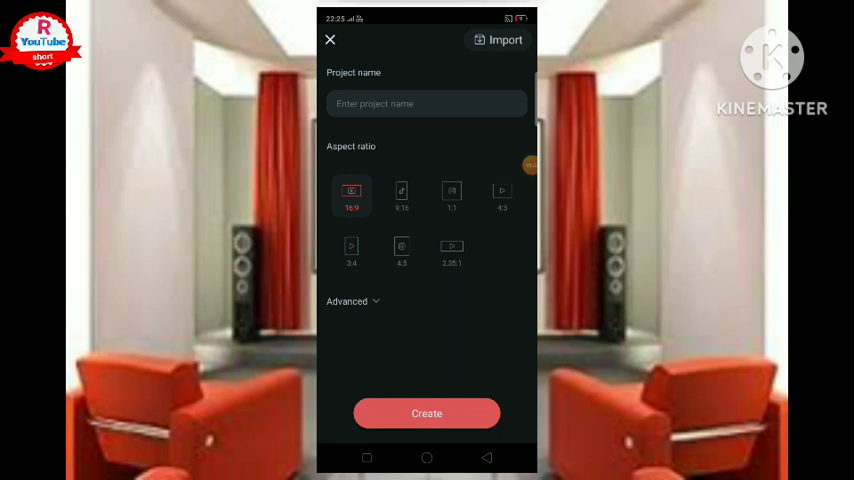 R
YouTube
short
22:25
Import
Project name
Enter project name
Aspect ratio
16:9
9:16
1:1
4:3
3:4
4:5
2.35:1
Advanced
Create
K
KINEMASTER